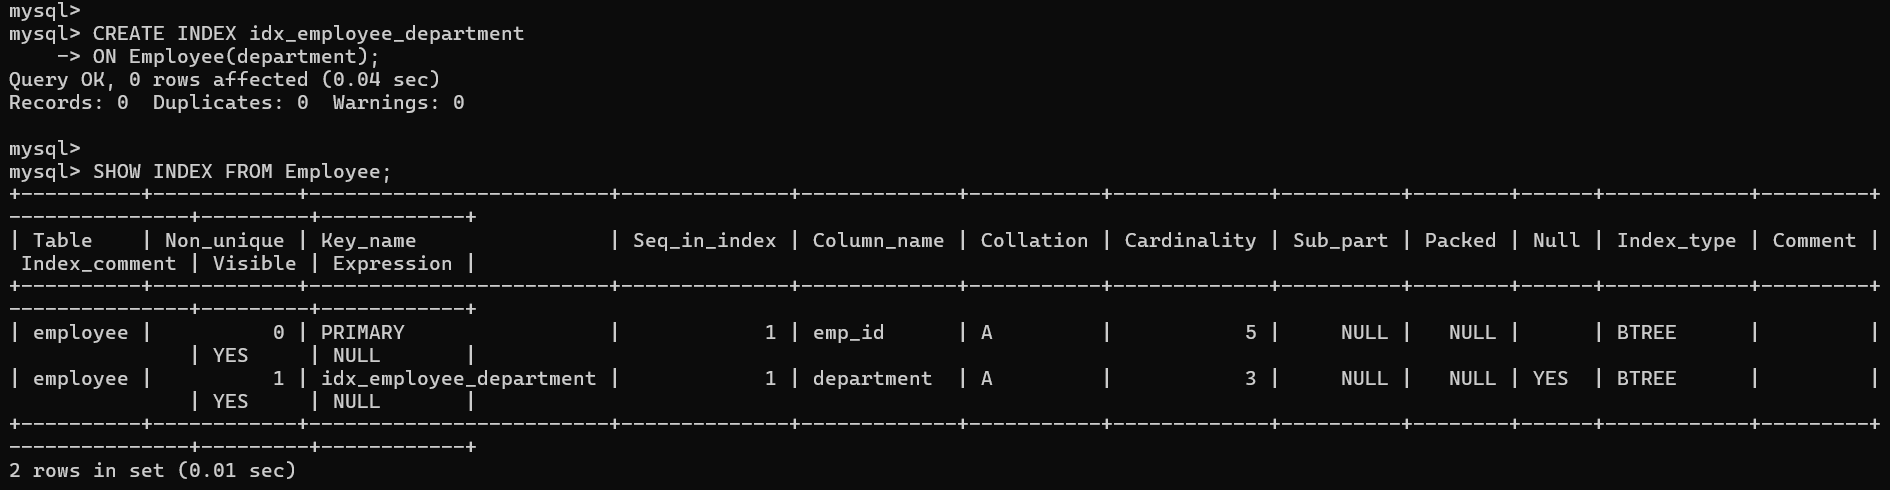 mysql>
mysql> CREATE INDEX idx_employee_department
    -> ON Employee(department);
Query OK, 0 rows affected (0.04 sec)
Records: 0  Duplicates: 0  Warnings: 0

mysql>
mysql> SHOW INDEX FROM Employee;
+----------+------------+-------------------------+--------------+-------------+-----------+-------------+----------+--------+------+------------+---------+
---------------+---------+------------+
| Table    | Non_unique | Key_name                | Seq_in_index | Column_name | Collation | Cardinality | Sub_part | Packed | Null | Index_type | Comment |
 Index_comment | Visible | Expression |
+----------+------------+-------------------------+--------------+-------------+-----------+-------------+----------+--------+------+------------+---------+
---------------+---------+------------+
| employee |          0 | PRIMARY                 |            1 | emp_id      | A         |           5 |     NULL |   NULL |      | BTREE      |         |
               | YES     | NULL       |
| employee |          1 | idx_employee_department |            1 | department  | A         |           3 |     NULL |   NULL | YES  | BTREE      |         |
               | YES     | NULL       |
+----------+------------+-------------------------+--------------+-------------+-----------+-------------+----------+--------+------+------------+---------+
---------------+---------+------------+
2 rows in set (0.01 sec)